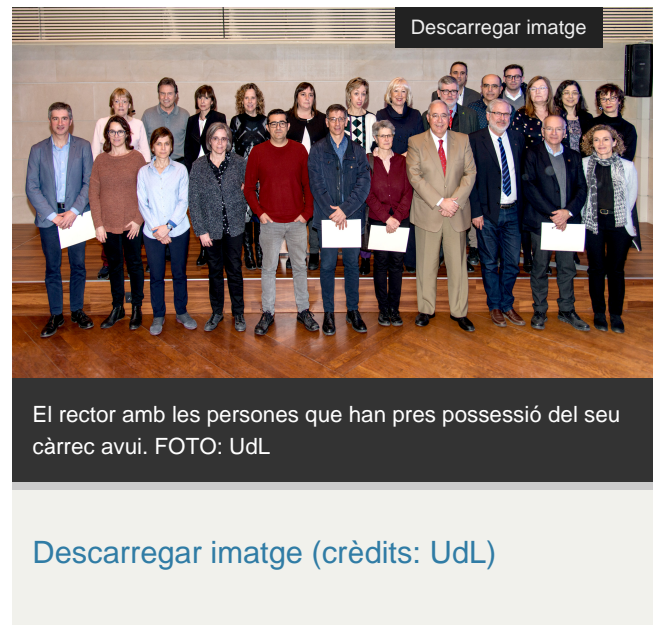 Descarregar imatge
El rector amb les persones que han pres possessió del seu
càrrec avui. FOTO: UdL
Descarregar imatge (crèdits: UdL)